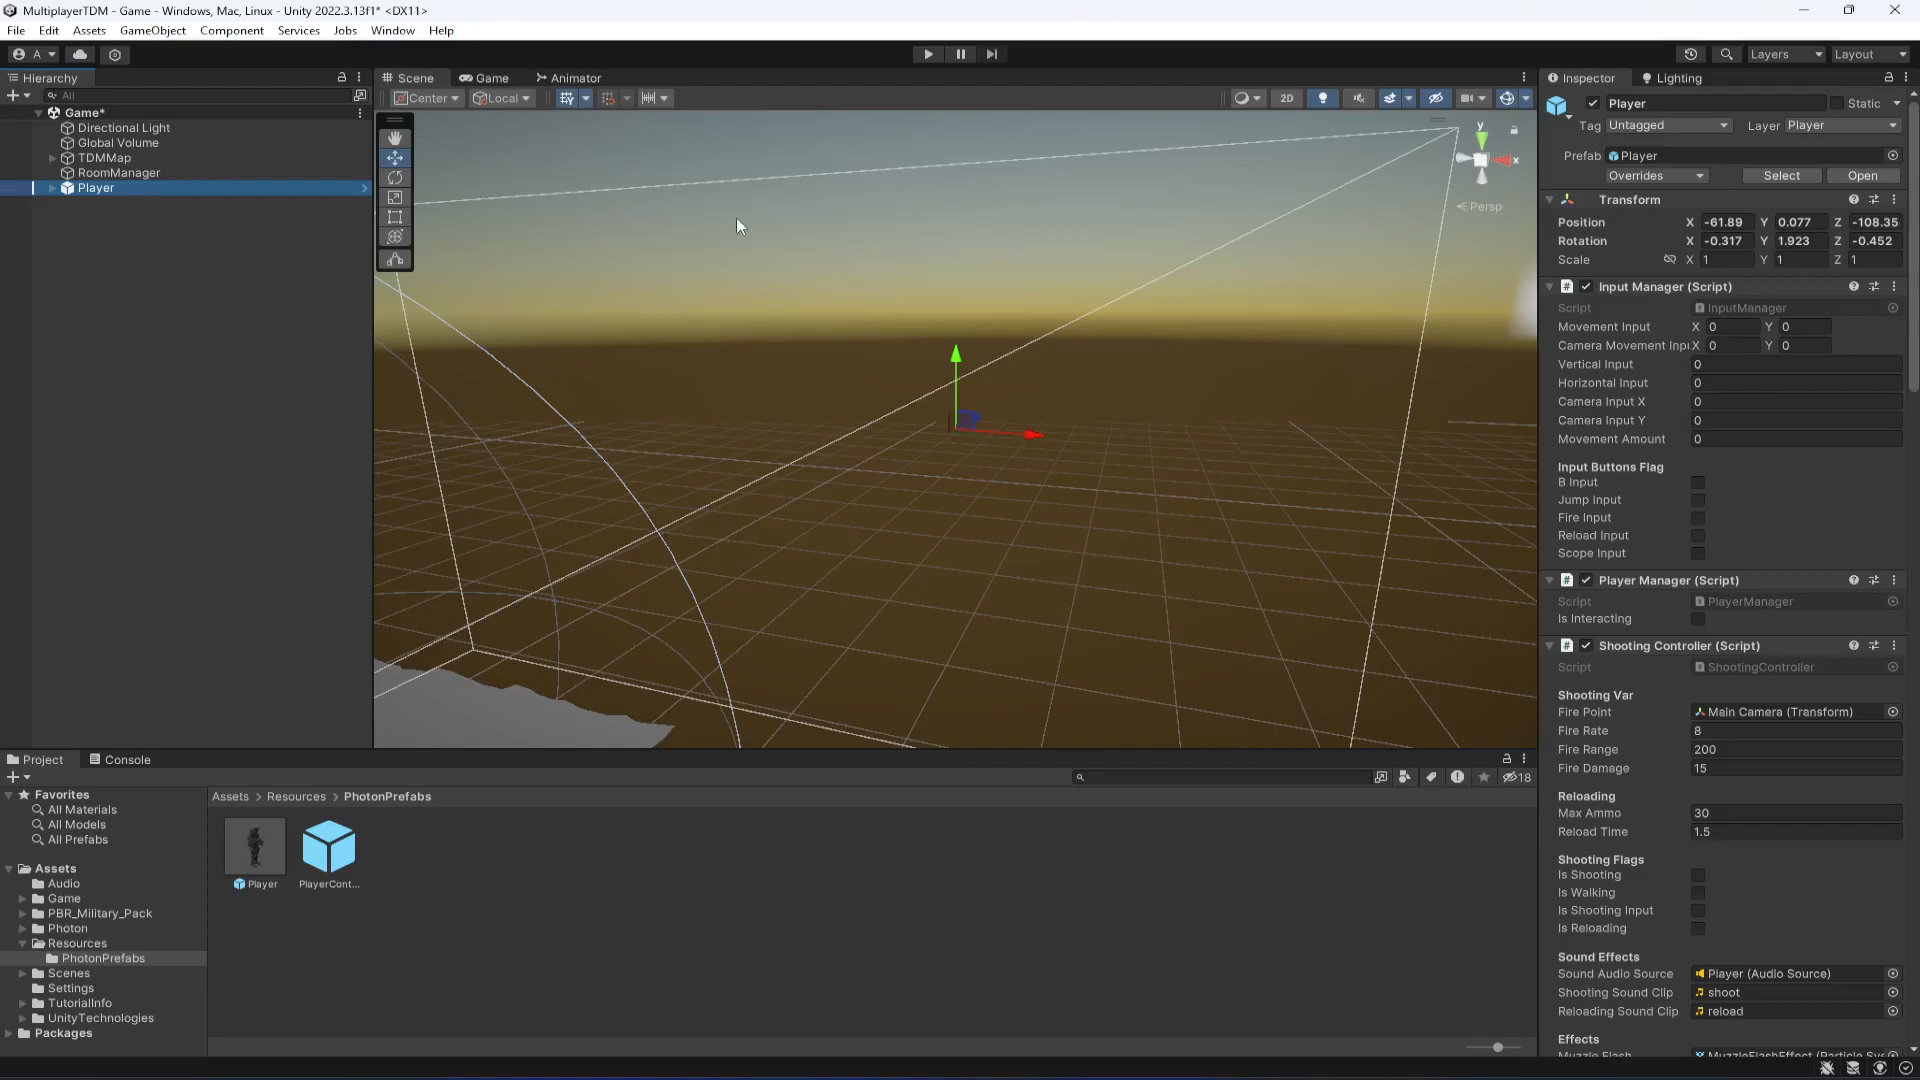 MultiplayerTDM - Game - Windows, Mac, Linux - Unity 2022.3.13f1* <DX11>
File Edit Assets GameObject Component Services Jobs Window Help
A Layers Layout
Hierarchy Scene Game Animator Inspector Lighting
All Center Local 2D
Player Static
Game*
Tag Untagged Layer Player
Directional Light
Global Volume
TDMMap
RoomManager
Player
y
x
Persp
Prefab Player
Overrides Select Open
Transform
Position X -61.89 Y 0.077 Z -108.35
Rotation X -0.317 Y 1.923 Z -0.452
Scale X 1 Y 1 Z 1
Input Manager (Script)
Script InputManager
Movement Input X 0 Y 0
Camera Movement Inpu X 0 Y 0
Vertical Input 0
Horizontal Input 0
Camera Input X 0
Camera Input Y 0
Movement Amount 0
Input Buttons Flag
B Input
Jump Input
Fire Input
Reload Input
Scope Input
Player Manager (Script)
Script PlayerManager
Is Interacting
Shooting Controller (Script)
Script ShootingController
Shooting Var
Fire Point Main Camera (Transform)
Fire Rate 8
Fire Range 200
Fire Damage 15
Reloading
Max Ammo 30
Reload Time 1.5
Shooting Flags
Is Shooting
Is Walking
Is Shooting Input
Is Reloading
Sound Effects
Sound Audio Source Player (Audio Source)
Shooting Sound Clip shoot
Reloading Sound Clip reload
Effects
Muzzle Flash MuzzleFlashEffect (Particle Sys
Project Console
18
Favorites
All Materials
All Models
All Prefabs
Assets
Audio
Game
PBR_Military_Pack
Photon
Resources
PhotonPrefabs
Scenes
Settings
TutorialInfo
UnityTechnologies
Packages
Assets > Resources > PhotonPrefabs
Player PlayerCont...